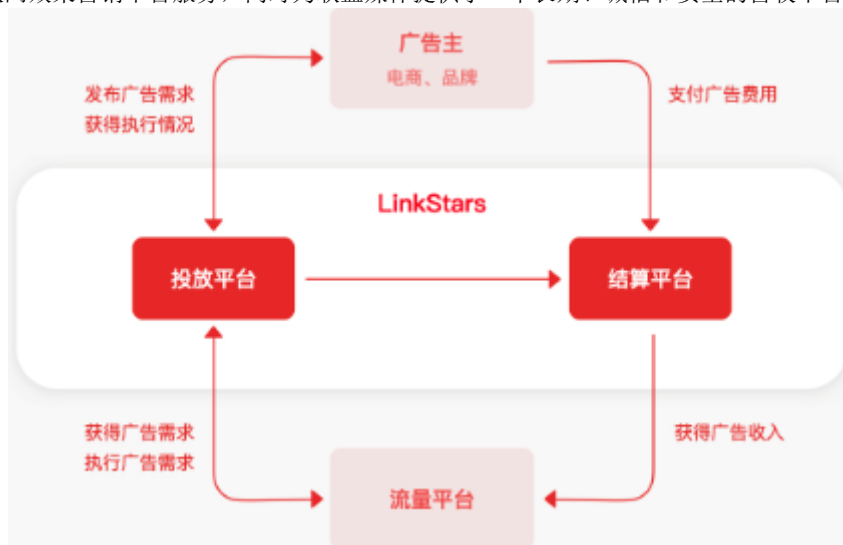 广告主
电商、品牌
发布广告需求
获得执行情况
支付广告费用
LinkStars
投放平台
结算平台
获得广告需求
执行广告需求
获得广告收入
流量平台